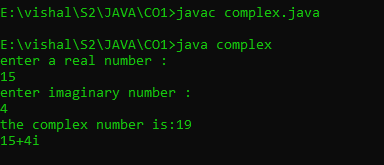 E:\vishal\S2\JAVA\CO1>javac complex.java
E:\vishal\S2\JAVA\CO1>java complex
enter a real number :
15
enter imaginary number :
4
the complex number is:19
15+4i